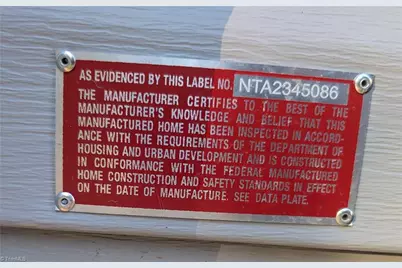 AS EVIDENCED BY THIS LABEL NO. NTA2345086
THE MANUFACTURER CERTIFIES TO THE BEST OF THE
MANUFACTURER'S KNOWLEDGE AND BELIEF THAT THIS
MANUFACTURED HOME HAS BEEN INSPECTED IN ACCORD-
ANCE WITH THE REQUIREMENTS OF THE DEPARTMENT OF
HOUSING AND URBAN DEVELOPMENT AND IS CONSTRUCTED
IN CONFORMANCE WITH THE FEDERAL MANUFACTURED
HOME CONSTRUCTION AND SAFETY STANDARDS IN EFFECT
ON THE DATE OF MANUFACTURE. SEE DATA PLATE.